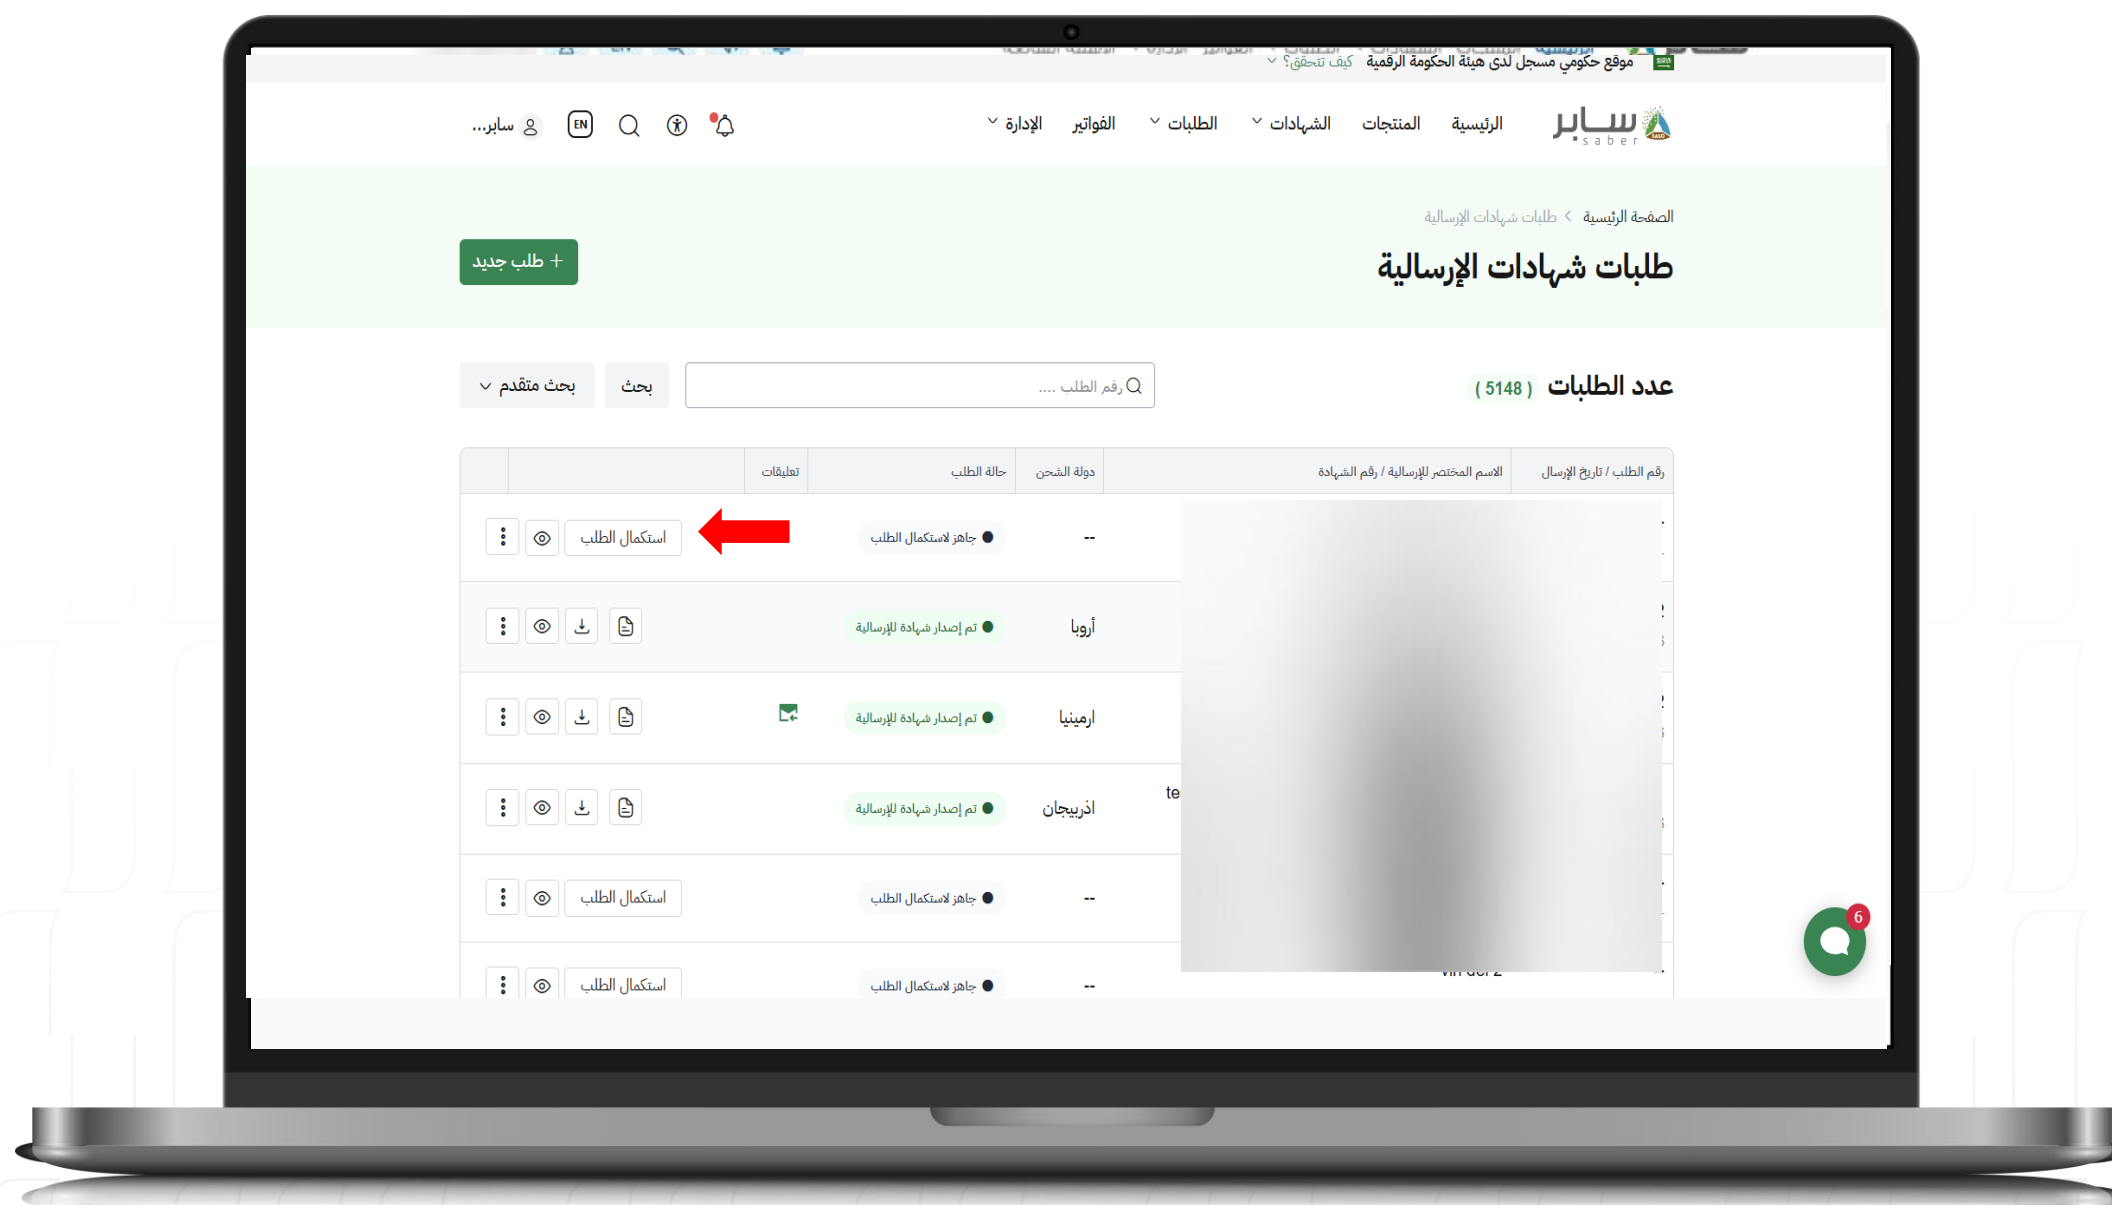 موقع حكومي مسجل لدى هيئة الحكومة الرقمية كيف تتحقق؟
سابر
saber
SASO
الرئيسية المنتجات الشهادات الطلبات الفواتير الإدارة
EN سابر...
الصفحة الرئيسية > طلبات شهادات الإرسالية
طلبات شهادات الإرسالية
+ طلب جديد
عدد الطلبات ( 5148 )
رقم الطلب ....
بحث
بحث متقدم
رقم الطلب / تاريخ الإرسال الاسم المختصر للإرسالية / رقم الشهادة دولة الشحن حالة الطلب تعليقات
-- جاهز لاستكمال الطلب استكمال الطلب
أروبا تم إصدار شهادة للإرسالية
ارمينيا تم إصدار شهادة للإرسالية
اذربيجان تم إصدار شهادة للإرسالية
-- جاهز لاستكمال الطلب استكمال الطلب
-- جاهز لاستكمال الطلب استكمال الطلب
6